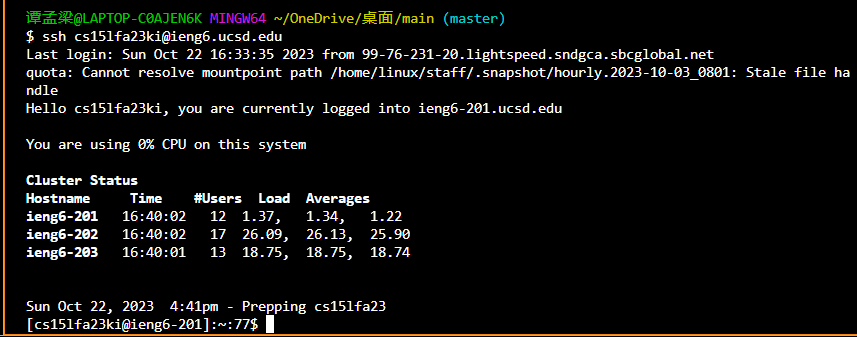 谭孟梁@LAPTOP-C0AJEN6K MINGW64 ~/OneDrive/桌面/main (master)
$ ssh cs15lfa23ki@ieng6.ucsd.edu
Last login: Sun Oct 22 16:33:35 2023 from 99-76-231-20.lightspeed.sndgca.sbcglobal.net
quota: Cannot resolve mountpoint path /home/linux/staff/.snapshot/hourly.2023-10-03_0801: Stale file ha
ndle
Hello cs15lfa23ki, you are currently logged into ieng6-201.ucsd.edu

You are using 0% CPU on this system

Cluster Status
Hostname     Time    #Users  Load  Averages
ieng6-201   16:40:02   12  1.37,   1.34,   1.22
ieng6-202   16:40:02   17  26.09,  26.13,  25.90
ieng6-203   16:40:01   13  18.75,  18.75,  18.74


Sun Oct 22, 2023  4:41pm - Prepping cs15lfa23
[cs15lfa23ki@ieng6-201]:~:77$